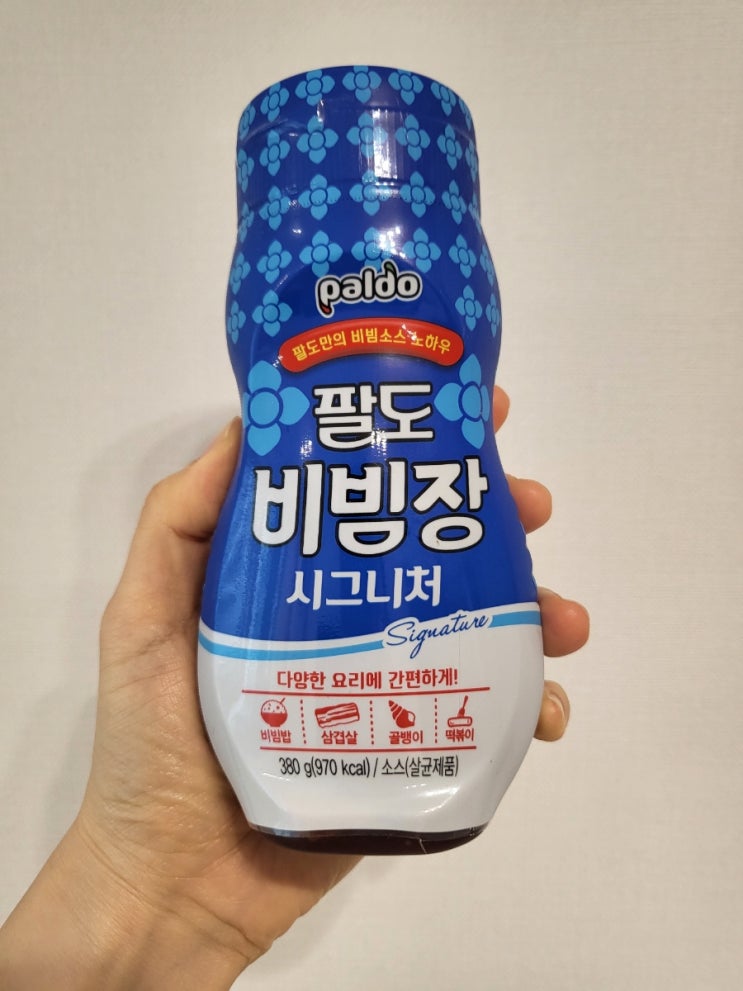 paldo
팔도만의 비빔소스 노하우
팔도
비빔장
시그니처
Signature
다양한 요리에 간편하게!
비빔밥 삼겹살 골뱅이 떡볶이
380 g(970 kcal) / 소스(살균제품)